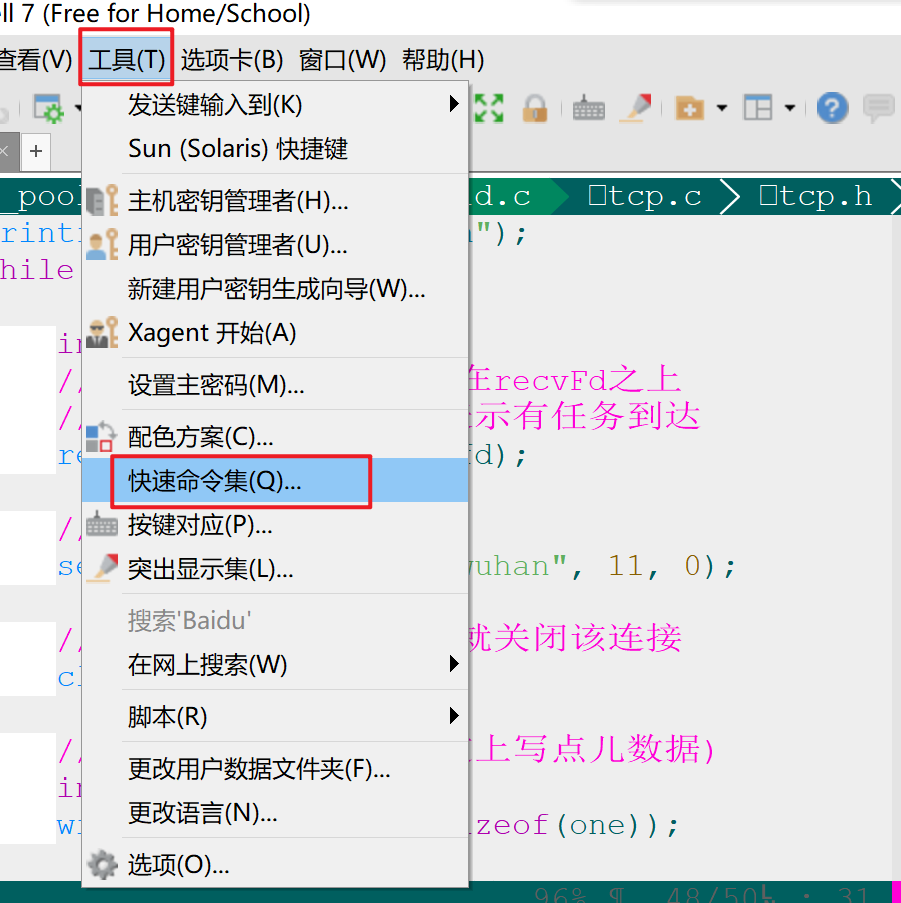 ll 7 (Free for Home/School)
查看(V) 工具(T) 选项卡(B) 窗口(W) 帮助(H)
发送键输入到(K)
Sun (Solaris) 快捷键
主机密钥管理者(H)...
用户密钥管理者(U)...
新建用户密钥生成向导(W)...
Xagent 开始(A)
设置主密码(M)...
配色方案(C)...
快速命令集(Q)...
按键对应(P)...
突出显示集(L)...
搜索'Baidu'
在网上搜索(W)
脚本(R)
更改用户数据文件夹(F)...
更改语言(N)...
选项(O)...
_pool d.c tcp.c tcp.h
rintf ");
hile
//
在recvFd之上
// 示有任务到达
re fd);
//
se wuhan", 11, 0);
// 就关闭该连接
cl
// 上写点儿数据)
in
wr zeof(one));
96% ¶ 48/50 : 31